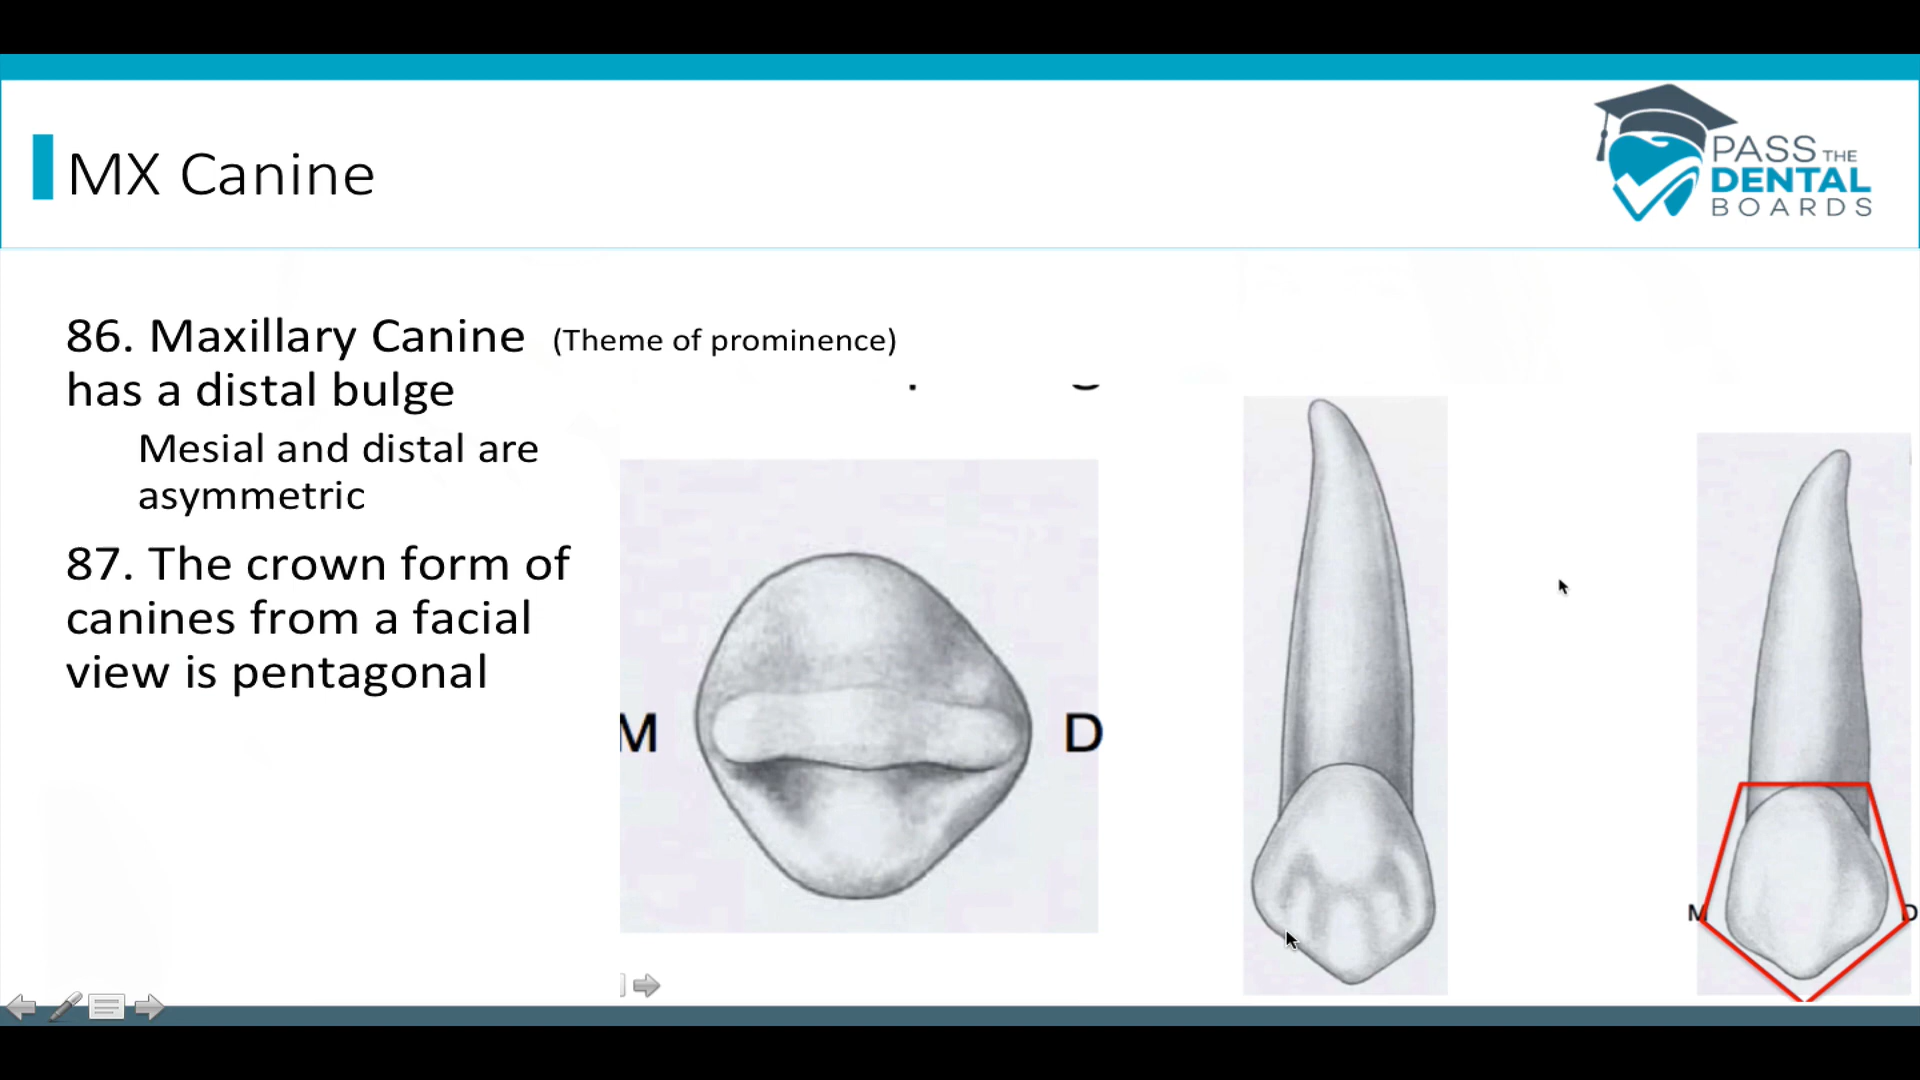 MX Canine
PASS THE
DENTAL
BOARDS
86. Maxillary Canine (Theme of prominence)
has a distal bulge
Mesial and distal are
asymmetric
87. The crown form of
canines from a facial
view is pentagonal
M
D
M
D